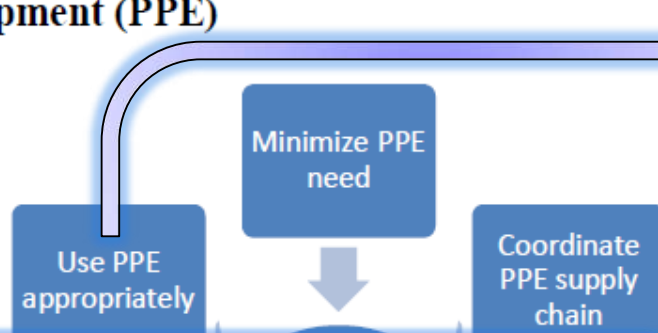 pment (PPE)
Minimize PPE
need
Use PPE
appropriately
Coordinate
PPE supply
chain